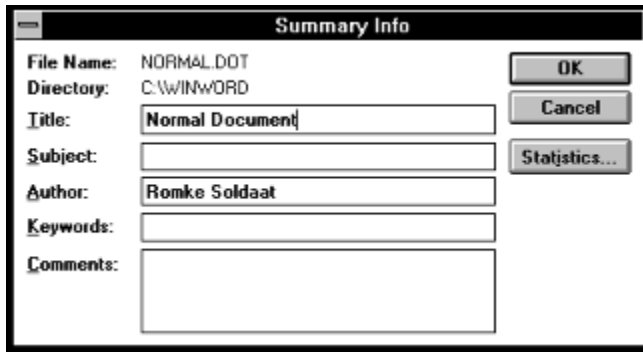 Summary Info
File Name: NORMAL.DOT
Directory: C:\WINWORD
Title: Normal Document
Subject:
Author: Romke Soldaat
Keywords:
Comments:
OK
Cancel
Statistics...